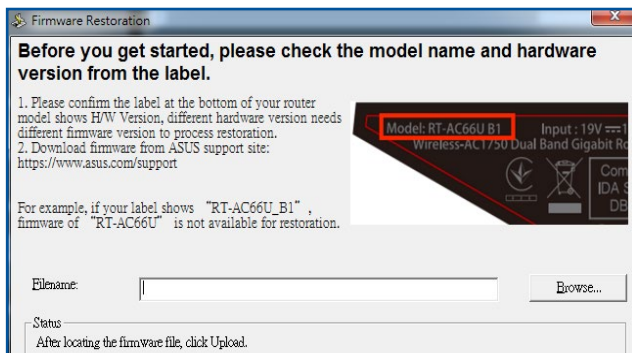 Firmware Restoration
Before you get started, please check the model name and hardware
version from the label.
1. Please confirm the label at the bottom of your router
model shows H/W Version, different hardware version needs
different firmware version to process restoration.
2. Download firmware from ASUS support site:
https://www.asus.com/support
For example, if your label shows “RT-AC66U_B1” ,
firmware of “RT-AC66U” is not available for restoration.
Model: RT-AC66U B1 Input : 19V
Wireless-AC1750 Dual Band Gigabit
Com
IDA S
DB
Filename:
Browse...
Status
After locating the firmware file, click Upload.